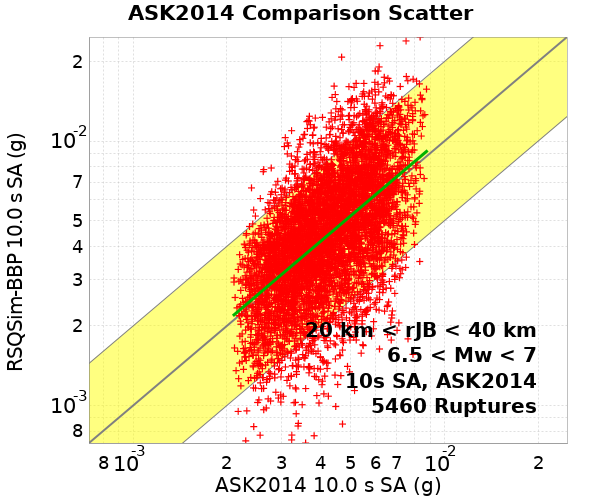 ASK2014 Comparison Scatter
RSQSim-BBP 10.0 s SA (g)
2
10-2
7
5
4
3
2
10-3
8
20 km < rJB < 40 km
6.5 < Mw < 7
10s SA, ASK2014
5460 Ruptures
8 10-3 2 3 4 5 6 7 10-2 2
ASK2014 10.0 s SA (g)